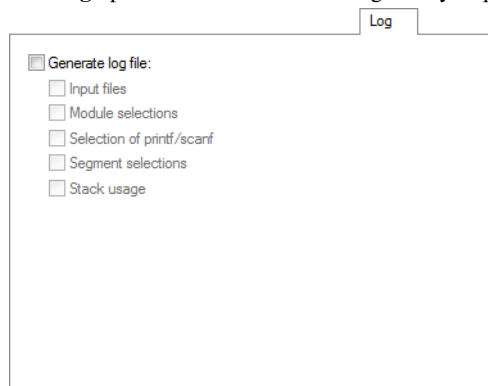 Log
Generate log file:
Input files
Module selections
Selection of printf/scanf
Segment selections
Stack usage